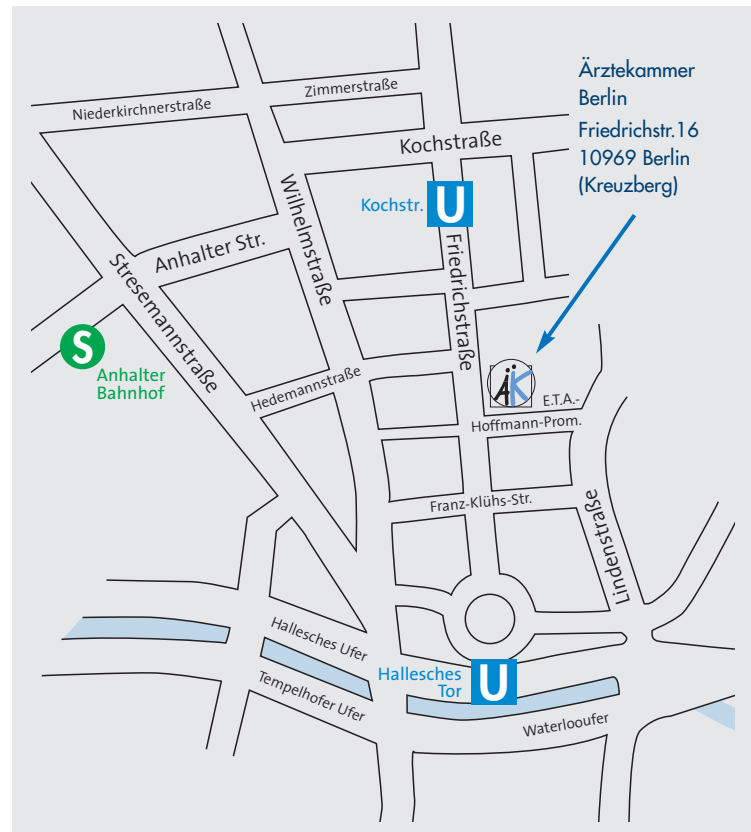 Ärztekammer
Berlin
Friedrichstr.16
10969 Berlin
(Kreuzberg)
Zimmerstraße
Niederkirchnerstraße
Kochstraße
Kochstr.
U
Wilhelmstraße
Anhalter Str.
Friedrichstraße
Stresemannstraße
S
Anhalter
Bahnhof
Hedemannstraße
ÄK
E.T.A.-
Hoffmann-Prom.
Franz-Klühs-Str.
Lindenstraße
Hallesches Ufer
Hallesches
Tor
U
Tempelhofer Ufer
Waterlooufer